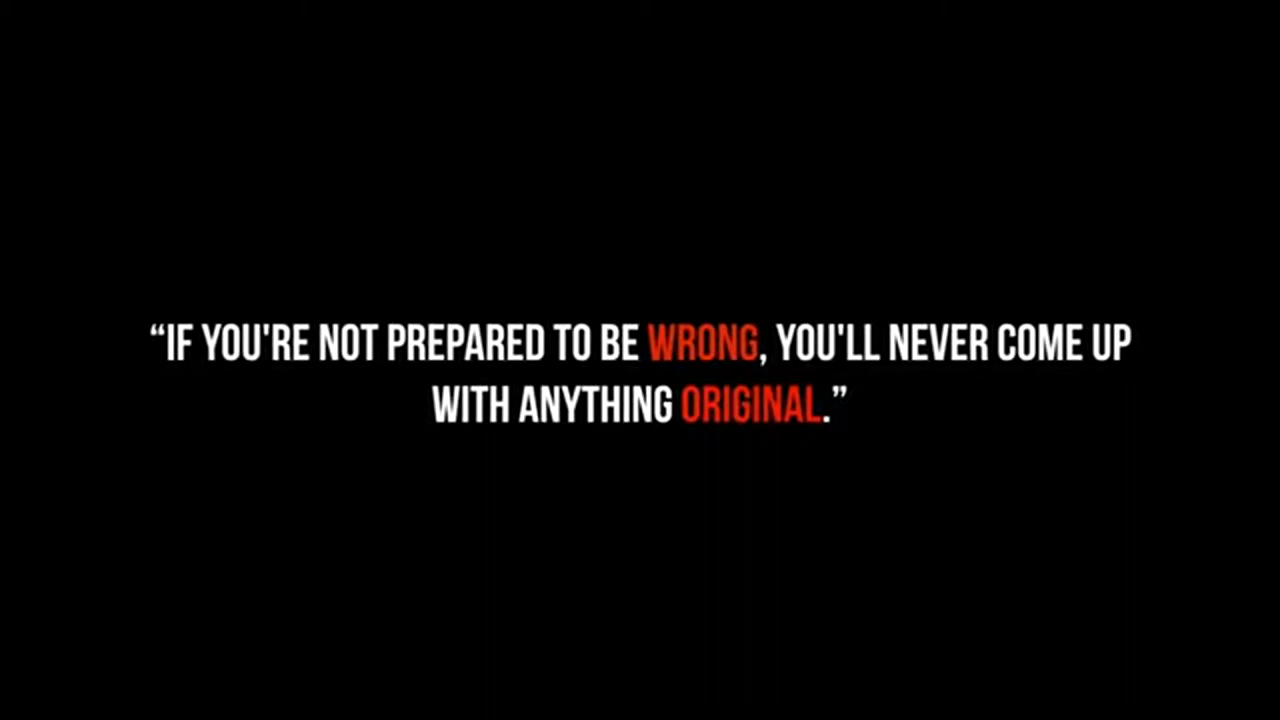 “IF YOU'RE NOT PREPARED TO BE WRONG, YOU'LL NEVER COME UP
WITH ANYTHING ORIGINAL.”